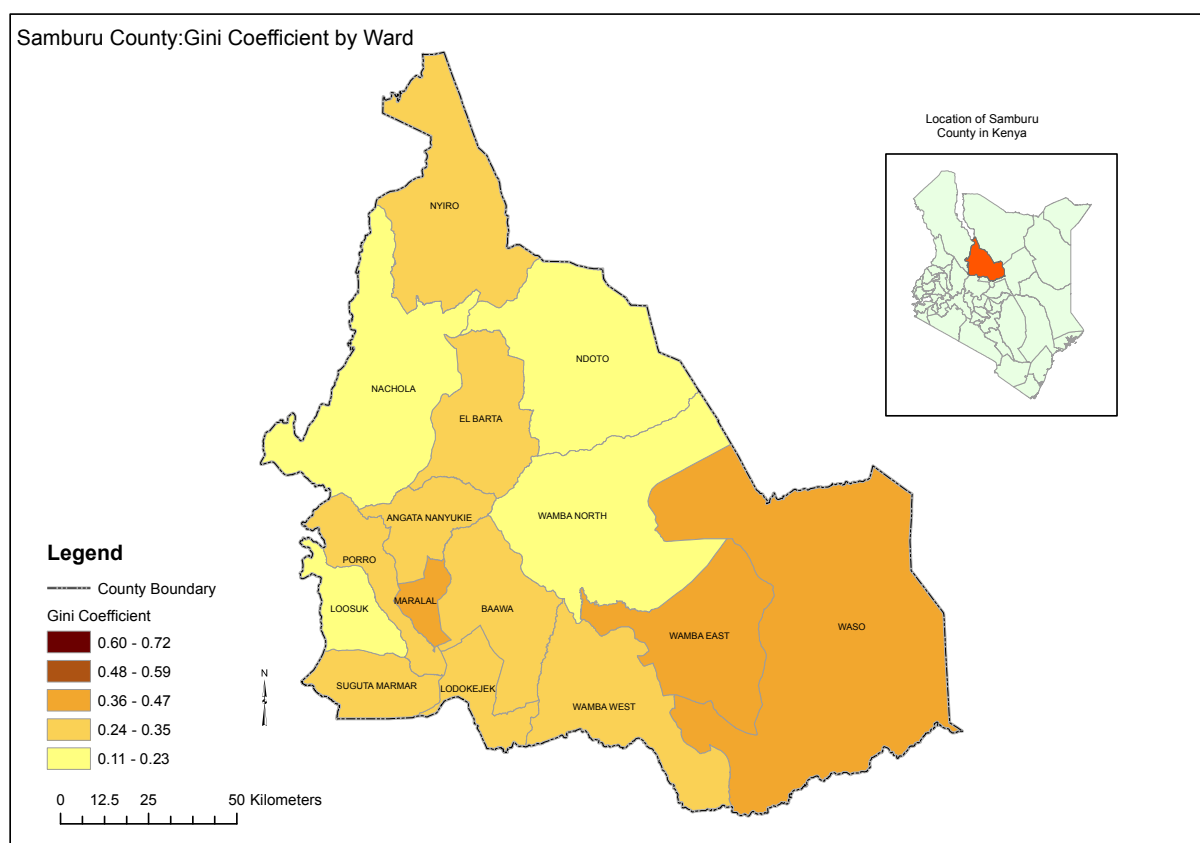 Samburu County:Gini Coefficient by Ward
Location of Samburu
County in Kenya
NYIRO
NDOTO
NACHOLA
EL BARTA
ANGATA NANYUKIE
WAMBA NORTH
PORRO
MARALAL
LOOSUK
BAAWA
WASO
WAMBA EAST
SUGUTA MARMAR
LODOKEJEK
WAMBA WEST
Legend
County Boundary
Gini Coefficient
0.60 - 0.72
0.48 - 0.59
0.36 - 0.47
0.24 - 0.35
0.11 - 0.23
N
0 12.5 25 50 Kilometers